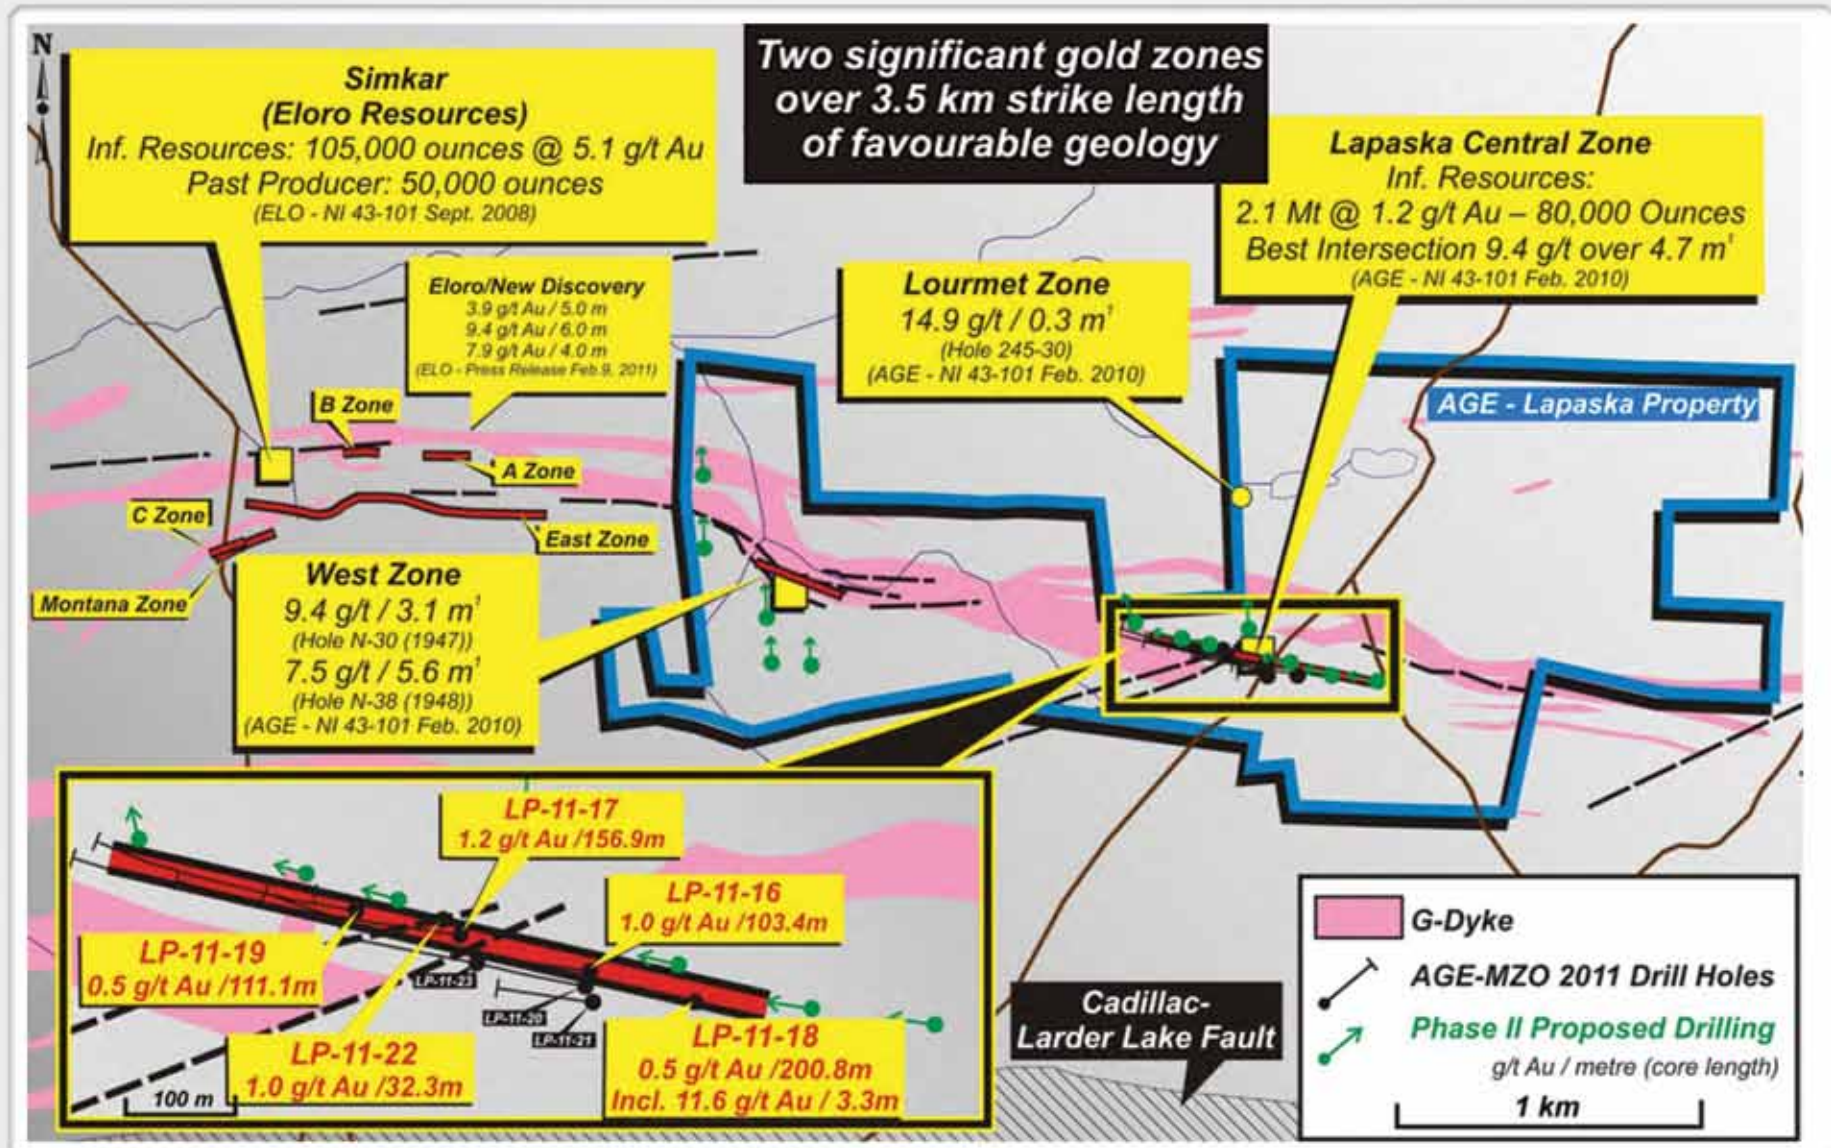 N
Simkar
(Eloro Resources)
Inf. Resources: 105,000 ounces @ 5.1 g/t Au
Past Producer: 50,000 ounces
(ELO - NI 43-101 Sept. 2008)
Two significant gold zones
over 3.5 km strike length
of favourable geology
Lapaska Central Zone
Inf. Resources:
2.1 Mt @ 1.2 g/t Au – 80,000 Ounces
Best Intersection 9.4 g/t over 4.7 m¹
(AGE - NI 43-101 Feb. 2010)
Eloro/New Discovery
3.9 g/t Au / 5.0 m
9.4 g/t Au / 6.0 m
7.9 g/t Au / 4.0 m
(ELO - Press Release Feb 9, 2011)
Lourmet Zone
14.9 g/t / 0.3 m¹
(Hole 245-30)
(AGE - NI 43-101 Feb. 2010)
AGE - Lapaska Property
B Zone
A Zone
C Zone
East Zone
Montana Zone
West Zone
9.4 g/t / 3.1 m¹
(Hole N-30 (1947))
7.5 g/t / 5.6 m¹
(Hole N-38 (1948))
(AGE - NI 43-101 Feb. 2010)
LP-11-17
1.2 g/t Au /156.9m
LP-11-16
1.0 g/t Au /103.4m
LP-11-19
0.5 g/t Au /111.1m
LP-11-23
LP-11-20
LP-11-21
LP-11-22
1.0 g/t Au /32.3m
LP-11-18
0.5 g/t Au /200.8m
Incl. 11.6 g/t Au / 3.3m
100 m
Cadillac-
Larder Lake Fault
G-Dyke
AGE-MZO 2011 Drill Holes
Phase II Proposed Drilling
g/t Au / metre (core length)
1 km